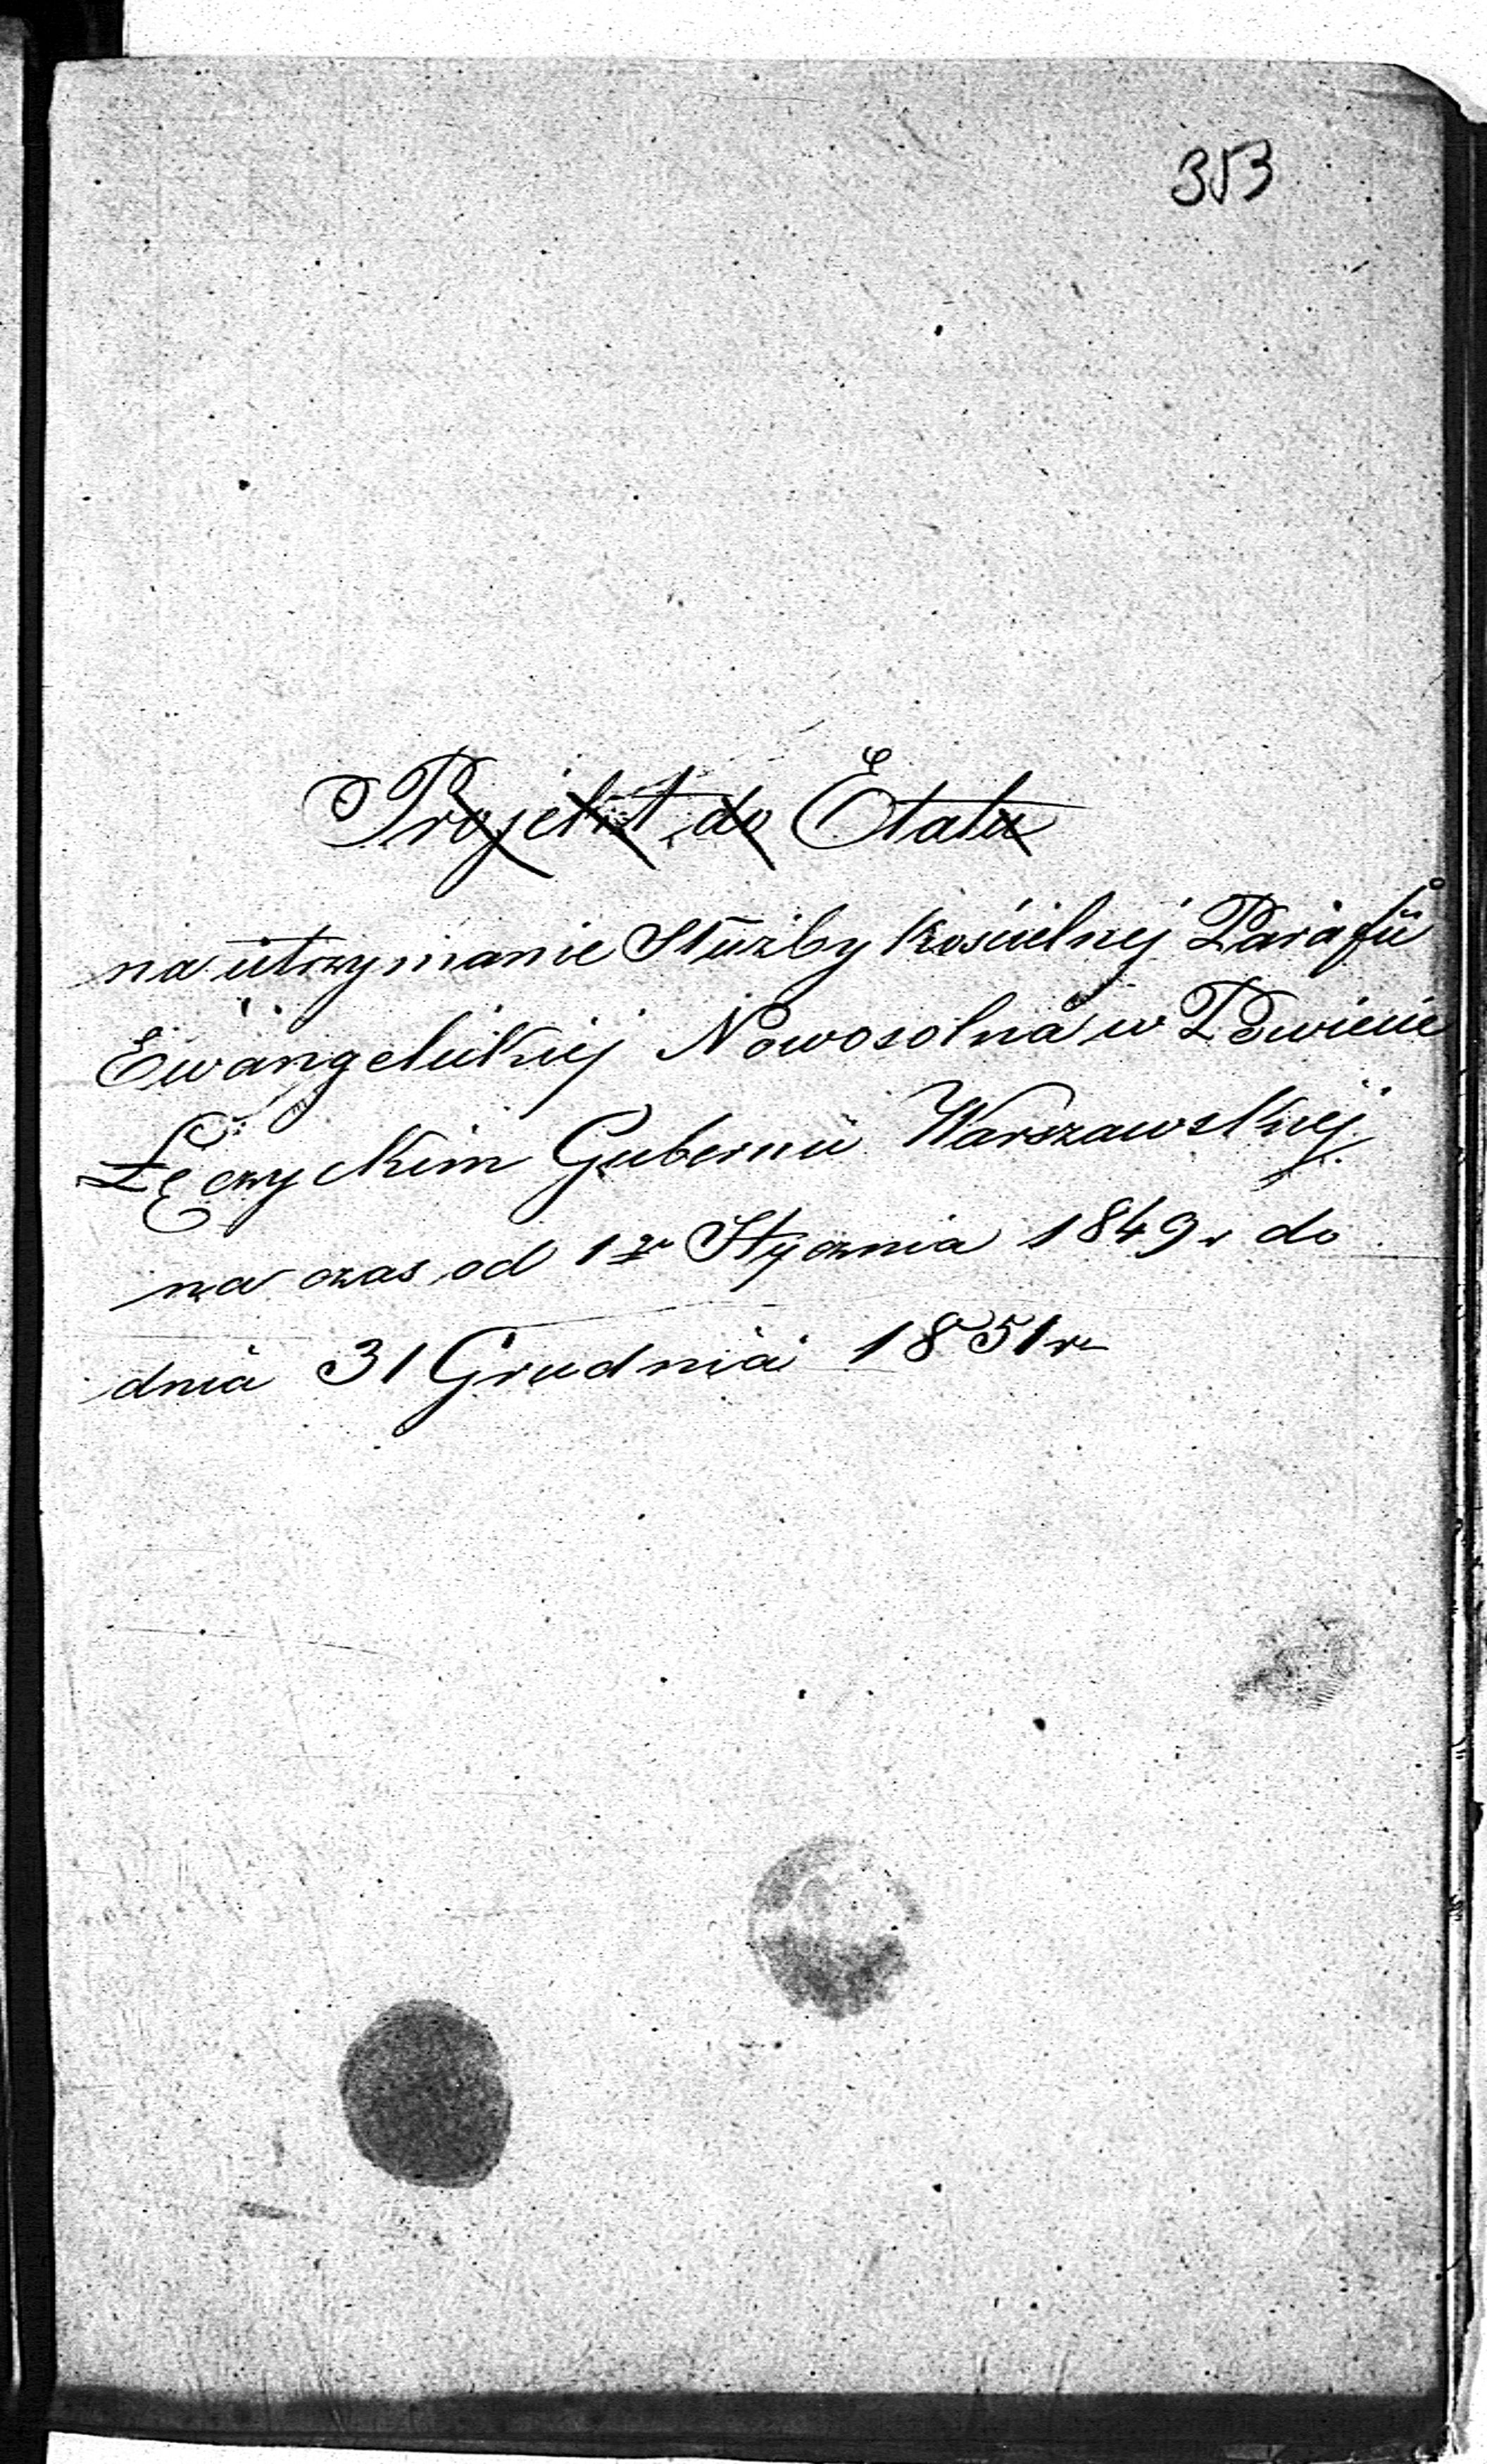 353
Projekt do Etatu
na utrzymanie Służby Kościelnej Parafii
Ewangelickiej Nowosolna w Powiecie
Łęczyckim Gubernii Warszawskiej
na czas od 1go Stycznia 1849 r do
dnia 31 Grudnia 1851 r